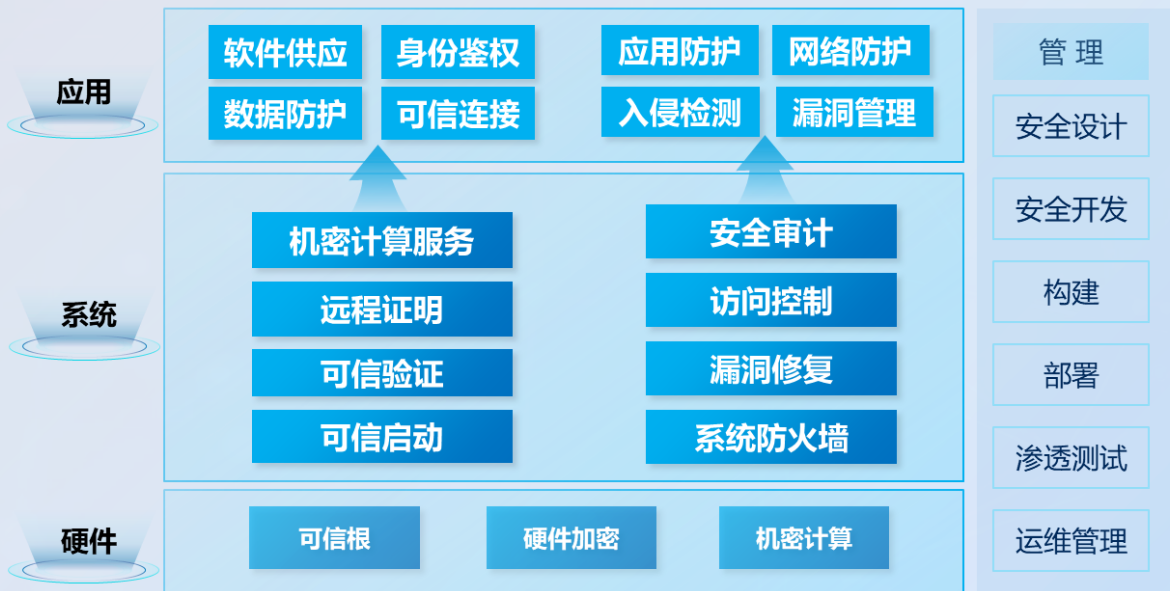 应用
软件供应
身份鉴权
应用防护
网络防护
数据防护
可信连接
入侵检测
漏洞管理
系统
机密计算服务
远程证明
可信验证
可信启动
安全审计
访问控制
漏洞修复
系统防火墙
硬件
可信根
硬件加密
机密计算
管 理
安全设计
安全开发
构建
部署
渗透测试
运维管理